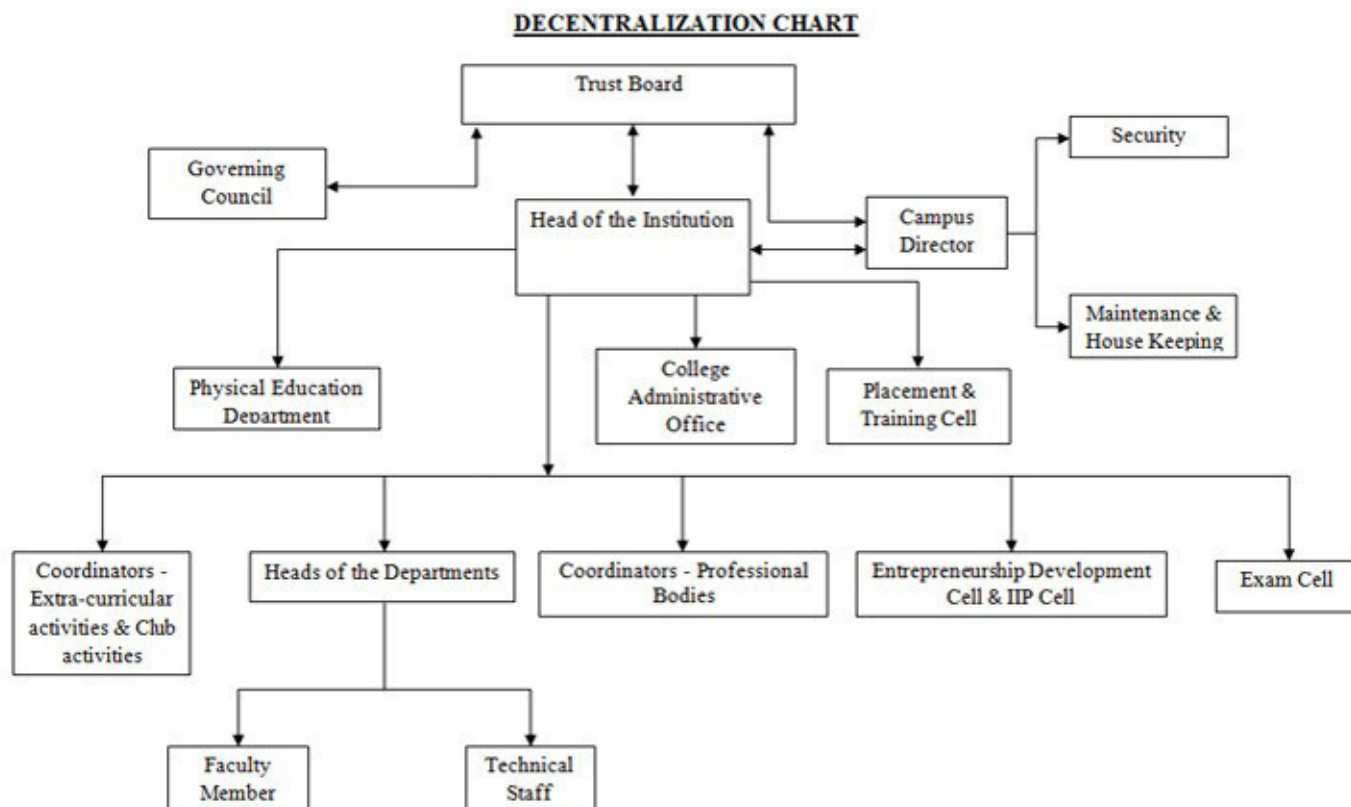 DECENTRALIZATION CHART
Trust Board
Security
Governing
Council
Head of the Institution
Campus
Director
Maintenance &
House Keeping
Physical Education
Department
College
Administrative
Office
Placement &
Training Cell
Coordinators -
Extra-curricular
activities & Club
activities
Heads of the Departments
Coordinators - Professional
Bodies
Entrepreneurship Development
Cell & IIP Cell
Exam Cell
Faculty
Member
Technical
Staff